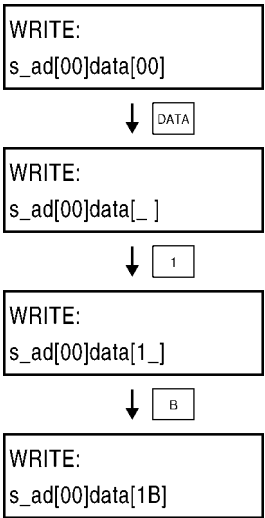 WRITE:
s_ad[00]data[00]
DATA
WRITE:
s_ad[00]data[_ ]
1
WRITE:
s_ad[00]data[1_]
B
WRITE:
s_ad[00]data[1B]